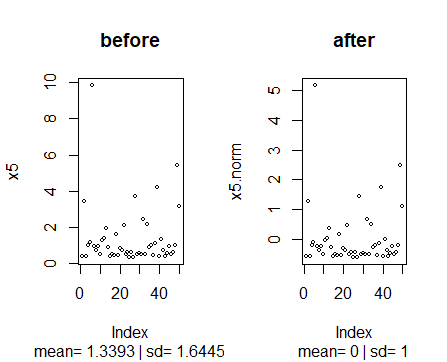 before
after
x5
0 2 4 6 8 10
0 20 40
Index
mean= 1.3393 | sd= 1.6445
x5.norm
0 1 2 3 4 5
0 20 40
Index
mean= 0 | sd= 1